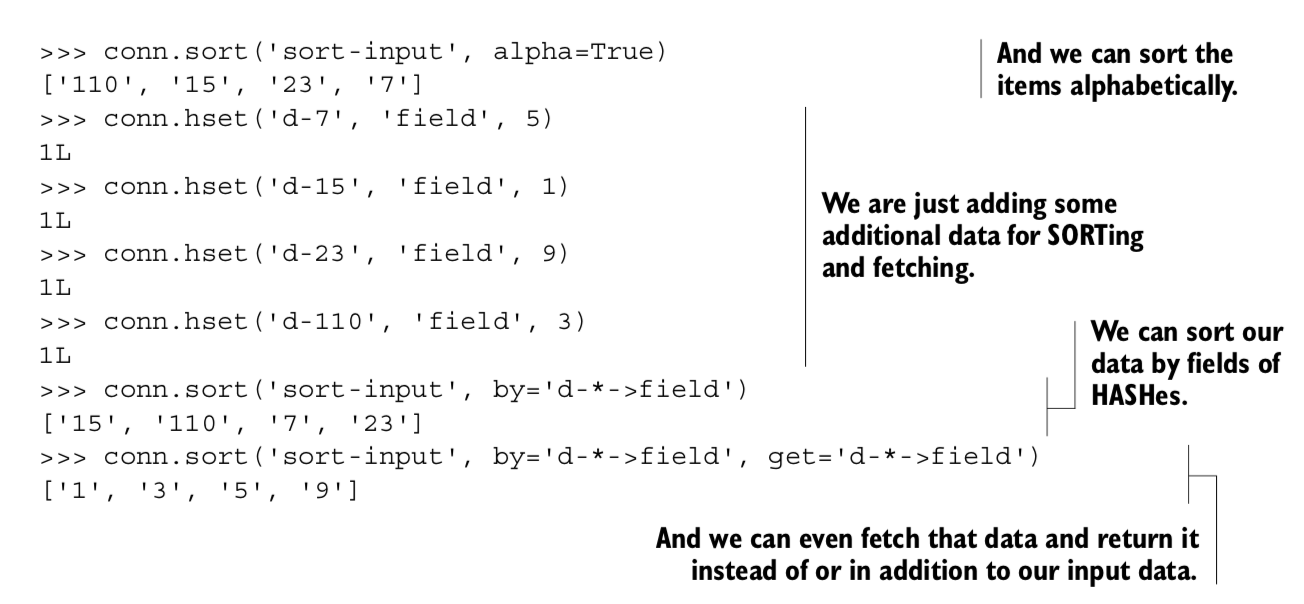 >>> conn.sort('sort-input', alpha=True)
['110', '15', '23', '7']
And we can sort the
items alphabetically.
>>> conn.hset('d-7', 'field', 5)
1L
>>> conn.hset('d-15', 'field', 1)
1L
>>> conn.hset('d-23', 'field', 9)
1L
>>> conn.hset('d-110', 'field', 3)
1L
We are just adding some
additional data for SORTing
and fetching.
>>> conn.sort('sort-input', by='d-*->field')
['15', '110', '7', '23']
We can sort our
data by fields of
HASHes.
>>> conn.sort('sort-input', by='d-*->field', get='d-*->field')
['1', '3', '5', '9']
And we can even fetch that data and return it
instead of or in addition to our input data.